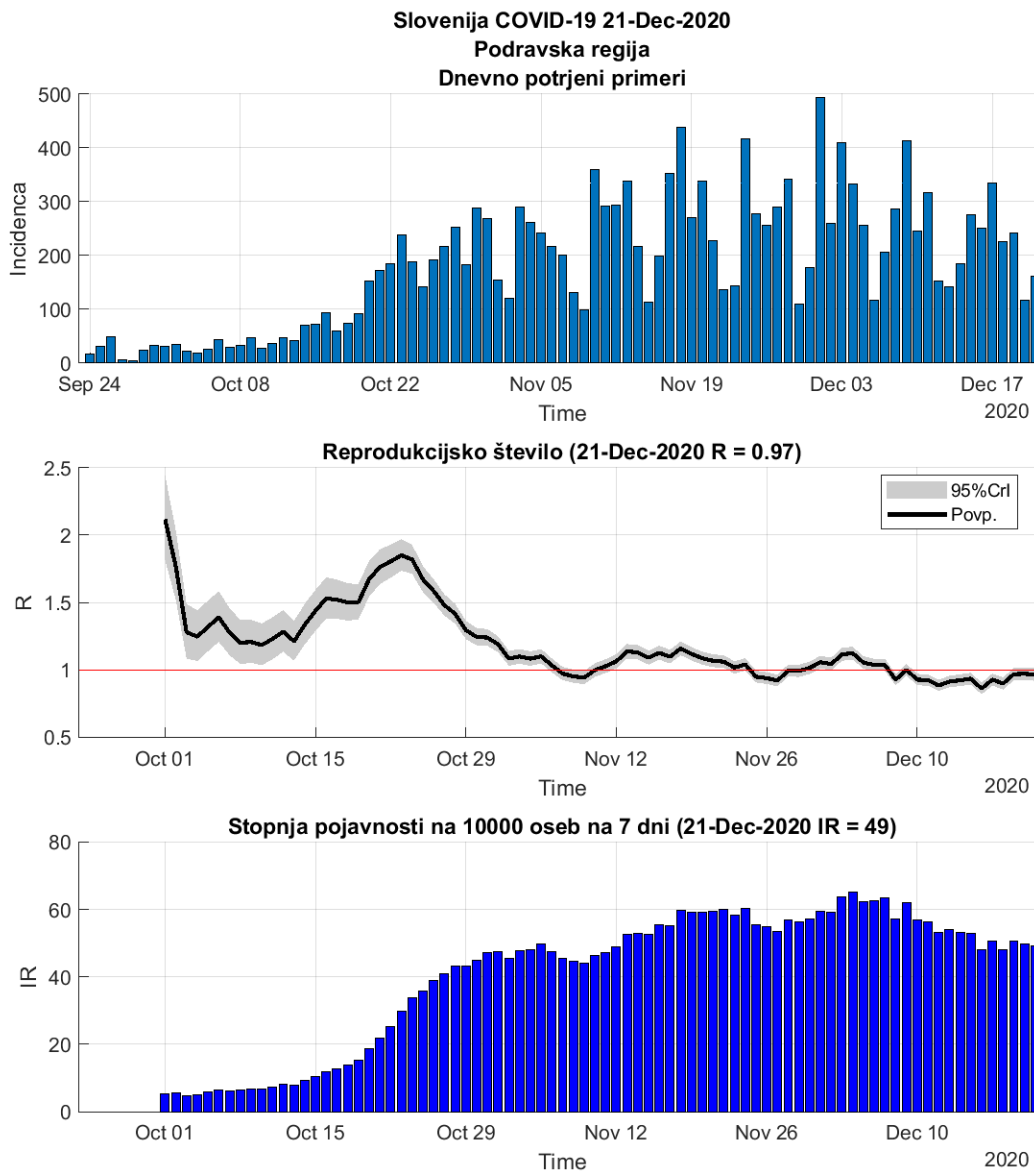 Slovenija COVID-19 21-Dec-2020
Podravska regija
Dnevno potrjeni primeri
500
400
300
200
100
0
Incidenca
Sep 24 Oct 08 Oct 22 Nov 05 Nov 19 Dec 03 Dec 17
Time
2020
Reprodukcijsko število (21-Dec-2020 R = 0.97)
2.5
2
1.5
1
0.5
R
95%CrI
Povp.
Oct 01 Oct 15 Oct 29 Nov 12 Nov 26 Dec 10
Time
2020
Stopnja pojavnosti na 10000 oseb na 7 dni (21-Dec-2020 IR = 49)
80
60
40
20
0
IR
Oct 01 Oct 15 Oct 29 Nov 12 Nov 26 Dec 10
Time
2020